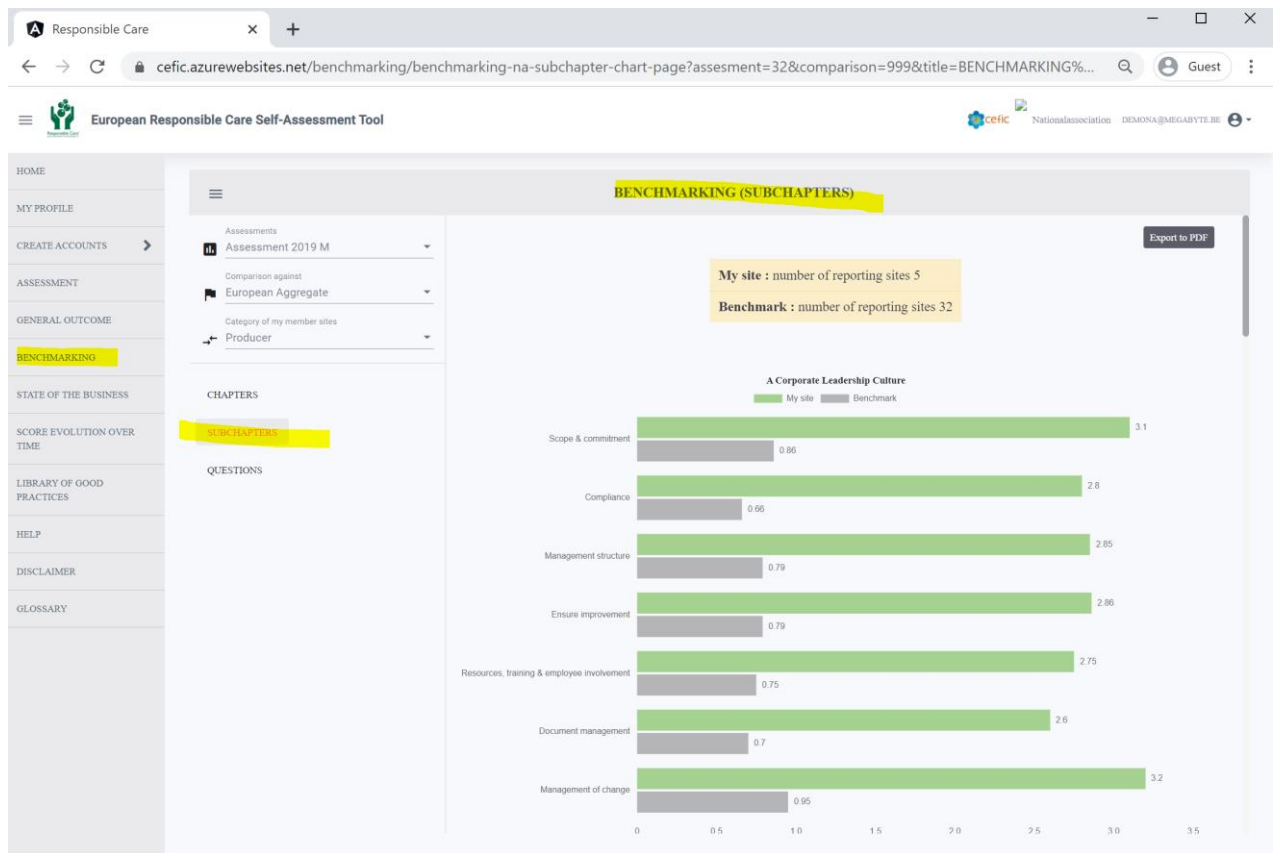 Responsible Care
cefic.azurewebsites.net/benchmarking/benchmarking-na-subchapter-chart-page?assesment=32&comparison=999&title=BENCHMARKING%...
Guest
Responsible Care
European Responsible Care Self-Assessment Tool
cefic
Nationalassociation
DEMONA@MEGABYTE.BE
HOME
MY PROFILE
CREATE ACCOUNTS
ASSESSMENT
GENERAL OUTCOME
BENCHMARKING
STATE OF THE BUSINESS
SCORE EVOLUTION OVER
TIME
LIBRARY OF GOOD
PRACTICES
HELP
DISCLAIMER
GLOSSARY
BENCHMARKING (SUBCHAPTERS)
Assessments
Assessment 2019 M
Comparison against
European Aggregate
Category of my member sites
Producer
CHAPTERS
SUBCHAPTERS
QUESTIONS
Export to PDF
My site : number of reporting sites 5
Benchmark : number of reporting sites 32
A Corporate Leadership Culture
My site Benchmark
Scope & commitment 3.1
0.86
Compliance 2.8
0.66
Management structure 2.85
0.79
Ensure improvement 2.86
0.79
Resources, training & employee involvement 2.75
0.75
Document management 2.6
0.7
Management of change 3.2
0.95
0 0.5 1.0 1.5 2.0 2.5 3.0 3.5